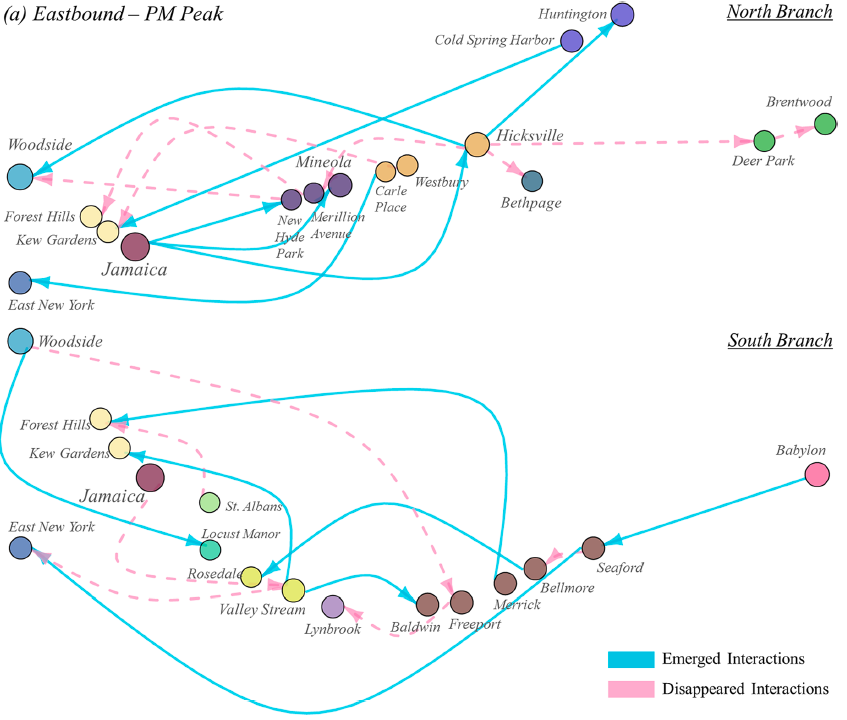 (a) Eastbound – PM Peak
North Branch
Huntington
Cold Spring Harbor
Brentwood
Woodside
Hicksville
Mineola
Deer Park
Carle
Place
Westbury
Bethpage
Forest Hills
Kew Gardens
New
Hyde
Park
Merillion
Avenue
Jamaica
East New York
Woodside
South Branch
Forest Hills
Kew Gardens
Babylon
Jamaica
St. Albans
East New York
Locust Manor
Rosedale
Seaford
Bellmore
Valley Stream
Merrick
Lynbrook
Baldwin
Freeport
Emerged Interactions
Disappeared Interactions